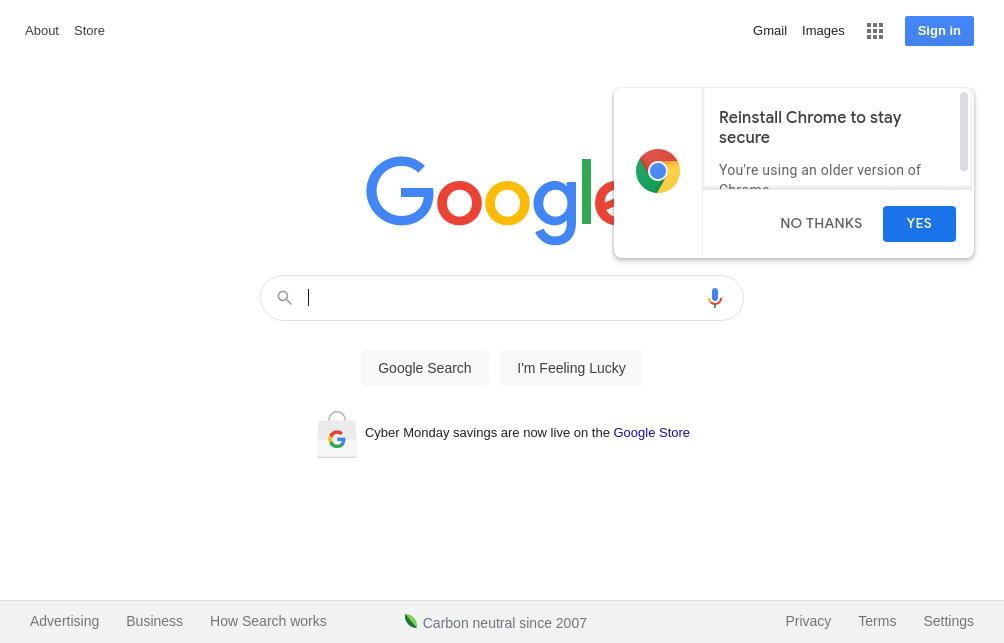 About Store Gmail Images Sign in
Reinstall Chrome to stay
secure
You're using an older version of
Chrome
Google
NO THANKS YES
Google Search I'm Feeling Lucky
Cyber Monday savings are now live on the Google Store
Advertising Business How Search works Carbon neutral since 2007 Privacy Terms Settings